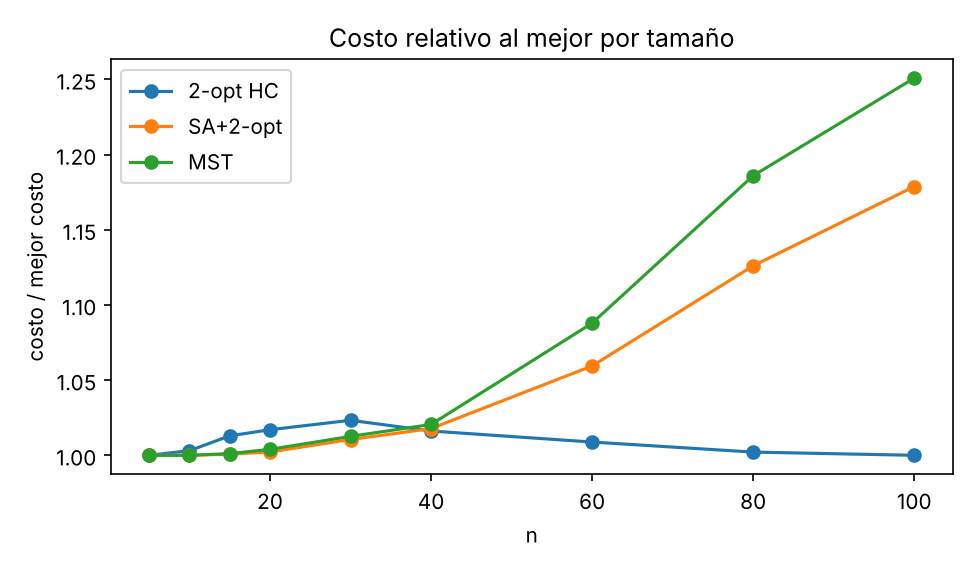 Costo relativo al mejor por tamaño
2-opt HC
SA+2-opt
MST
costo / mejor costo
1.25
1.20
1.15
1.10
1.05
1.00
20 40 60 80 100
n